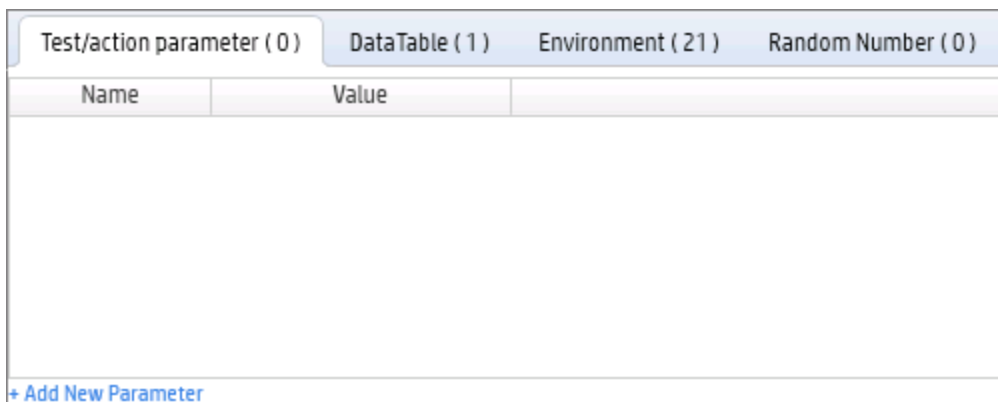 Test/action parameter ( 0 ) DataTable ( 1 ) Environment ( 21 ) Random Number ( 0 )
Name Value
+ Add New Parameter